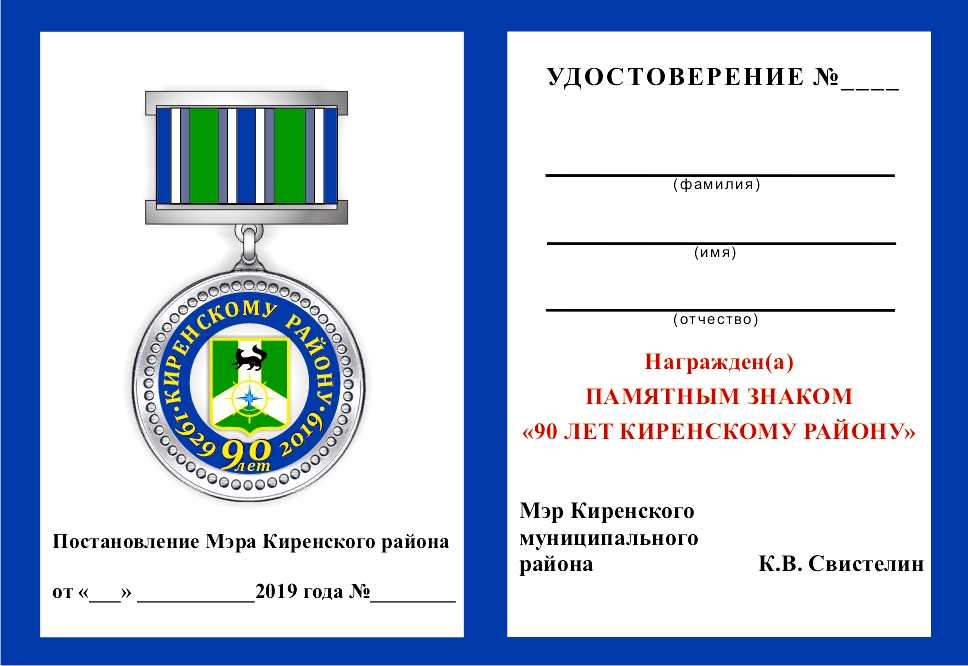 КИРЕНСКОМУ РАЙОНУ
1929 2019
90
лет
Постановление Мэра Киренского района
от «___» ___________2019 года №________
УДОСТОВЕРЕНИЕ №____
(фамилия)
(имя)
(отчество)
Награжден(а)
ПАМЯТНЫМ ЗНАКОМ
«90 ЛЕТ КИРЕНСКОМУ РАЙОНУ»
Мэр Киренского
муниципального
района К.В. Свистелин